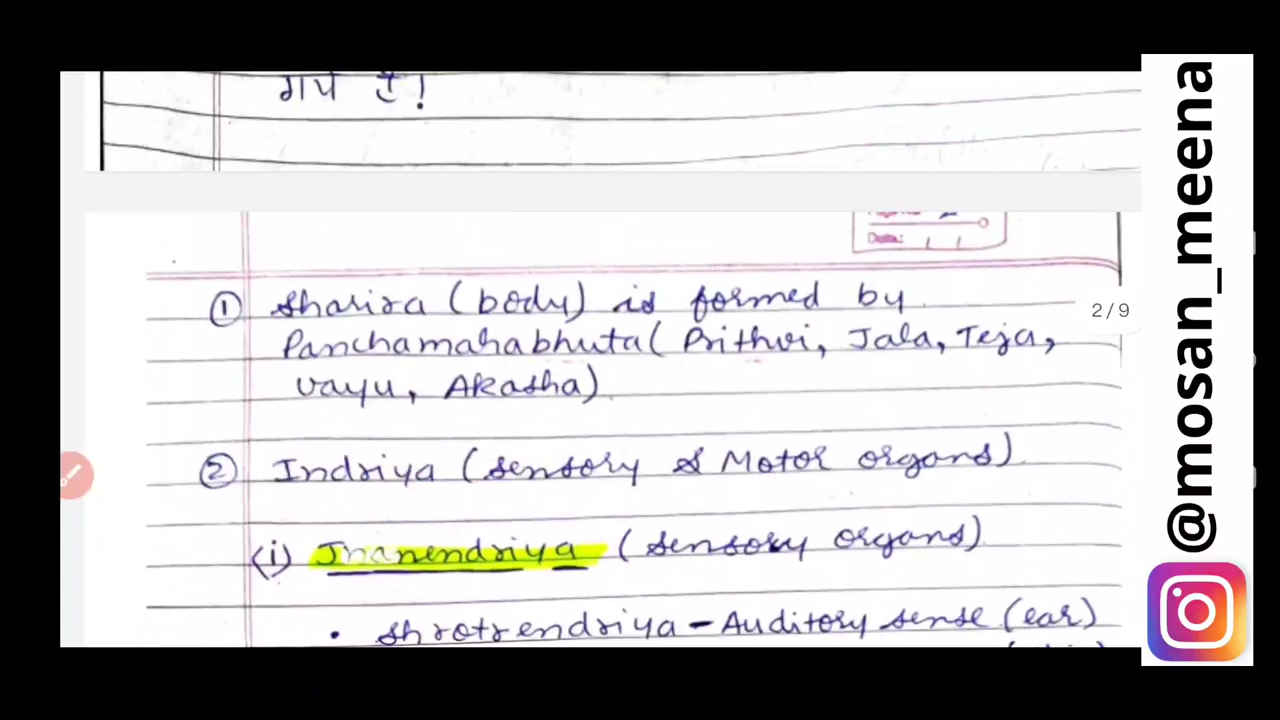 गये हैं!
Date:
① Sharira (body) is formed by
Panchamahabhuta ( Prithvi, Jala, Teja,
vayu, Akasha)
2/9
② Indriya (sensory & Motor organs)
(i) Jnanendriya (sensory organs)
• Shrotrendriya - Auditory sense (ear)
@mosan_meena